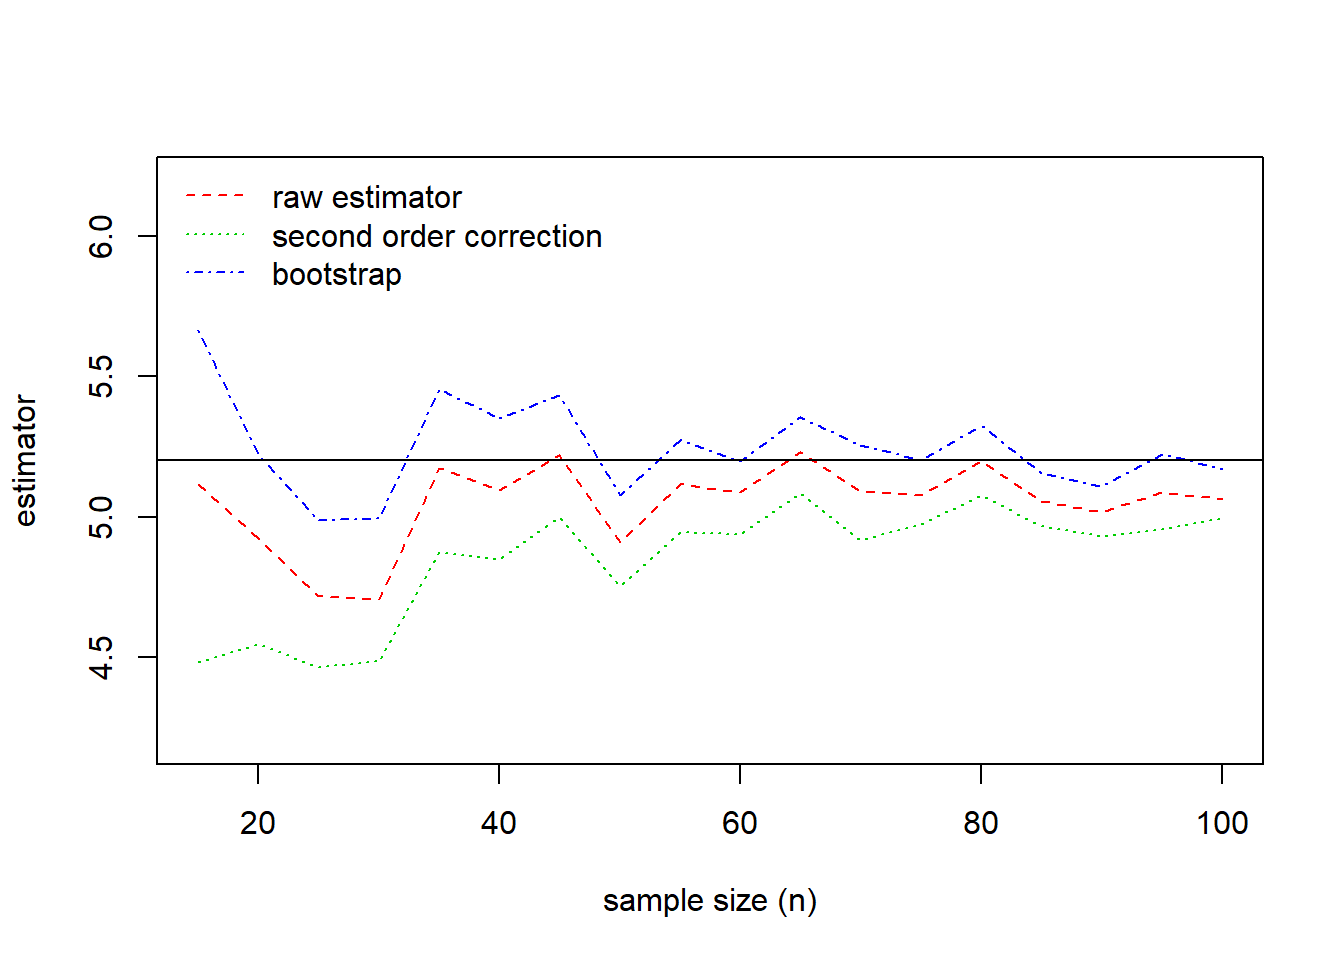 raw estimator
second order correction
bootstrap
estimator
6.0
5.5
5.0
4.5
20 40 60 80 100
sample size (n)